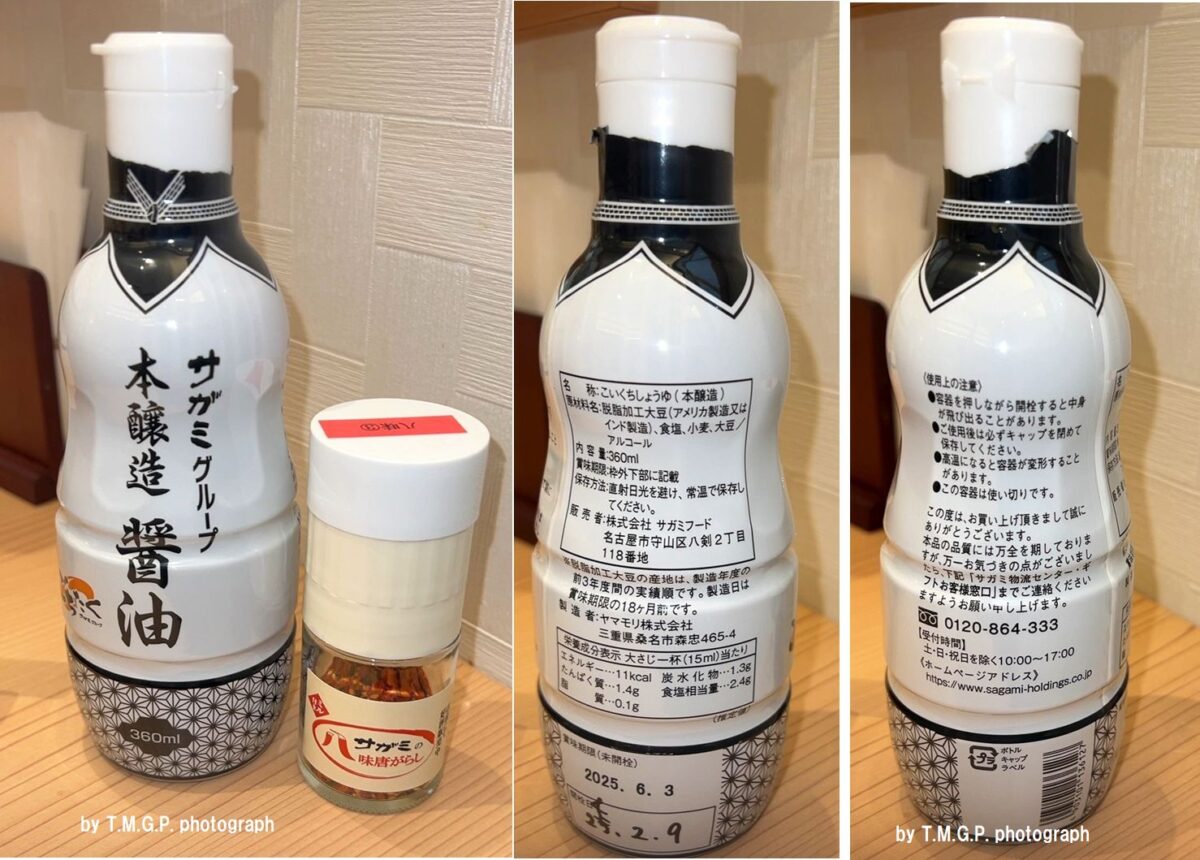 サガミグループ
本醸造 醤油
360ml
八味①
サガミの
八味唐がらし
by T.M.G.P. photograph
名 称:こいくちしょうゆ(本醸造)
原材料名:脱脂加工大豆(アメリカ製造又は
インド製造)、食塩、小麦、大豆/
アルコール
内容量:360ml
賞味期限:枠外下部に記載
保存方法:直射日光を避け、常温で保存し
てください。
販売者:株式会社 サガミフード
名古屋市守山区八剣2丁目
118番地
※脱脂加工大豆の産地は、製造年度の
前3年度間の実績順です。製造日は
賞味期限の18ヶ月前です。
製造者:ヤマモリ株式会社
三重県桑名市森忠465-4
栄養成分表示 大さじ一杯(15ml)当たり
エネルギー…11kcal 炭水化物…1.3g
たんぱく質…1.4g 食塩相当量…2.4g
脂 質…0.1g
(推定値)
賞味期限(未開栓)
2025. 6. 3
25.2.9
《使用上の注意》
●容器を押しながら開栓すると中身
が飛び出ることがあります。
●ご使用後は必ずキャップを閉めて
保存してください。
●高温になると容器が変形すること
があります。
●この容器は使い切りです。
この度は、お買い上げ頂きまして誠に
ありがとうございます。
本品の品質には万全を期しております
が、万一お気づきの点がございまし
たら、下記「サガミ物流センター・ギ
フトお客様窓口」までご連絡ください
ますようお願い申し上げます。
0120-864-333
【受付時間】
土・日・祝日を除く10:00~17:00
《ホームページアドレス》
https://www.sagami-holdings.co.jp
プラ
ボトル
キャップ
ラベル
by T.M.G.P. photograph